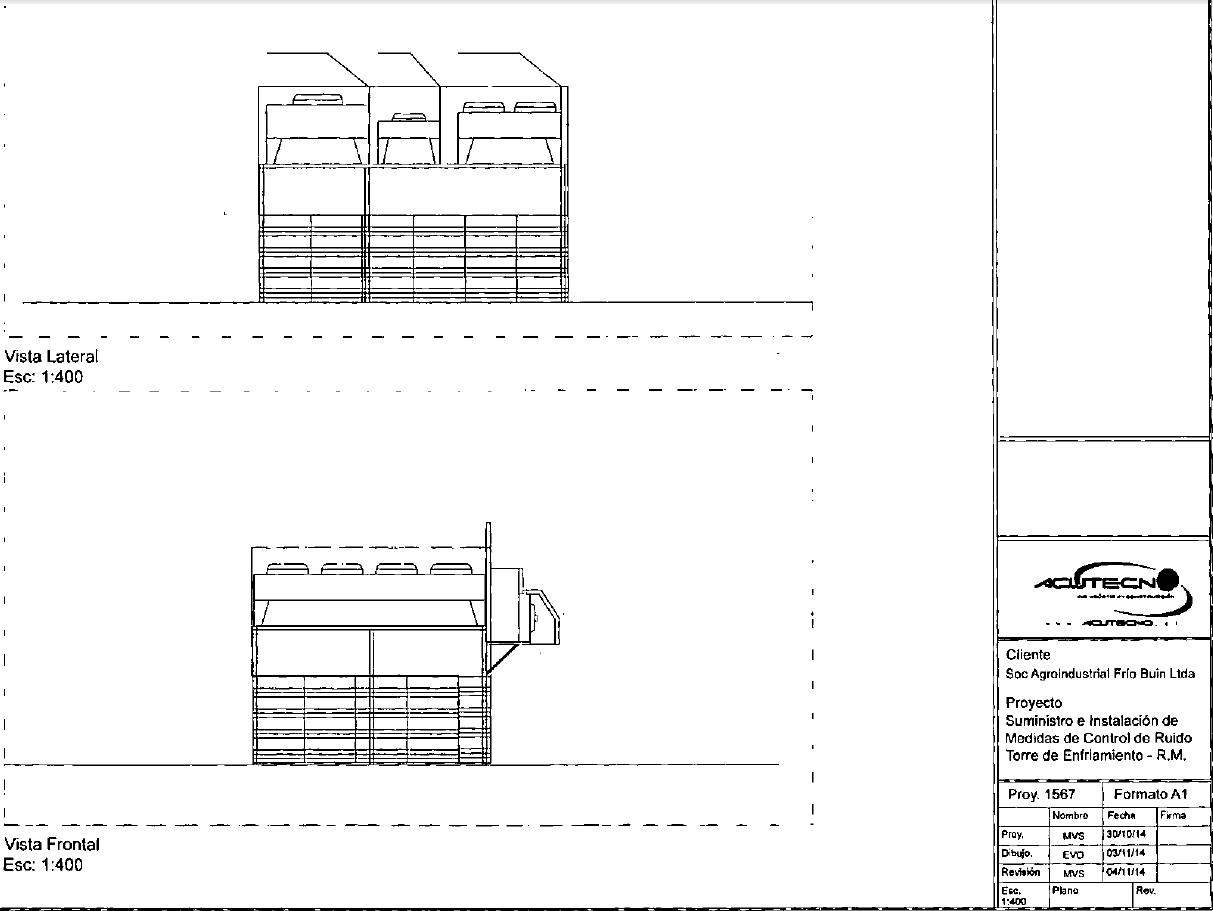 Vista Lateral
Esc: 1:400
Vista Frontal
Esc: 1:400
ACUTECNO
ACUTECNO
Cliente
Soc Agroindustrial Frío Buin Ltda
Proyecto
Suministro e Instalación de
Medidas de Control de Ruido
Torre de Enfriamiento - R.M.
Proy. 1567 Formato A1
Nombre Fecha Firma
Proy. MVS 30/10/14
Dibujo. EVO 03/11/14
Revisión MVS 04/11/14
Esc. Plano Rev.
1:400